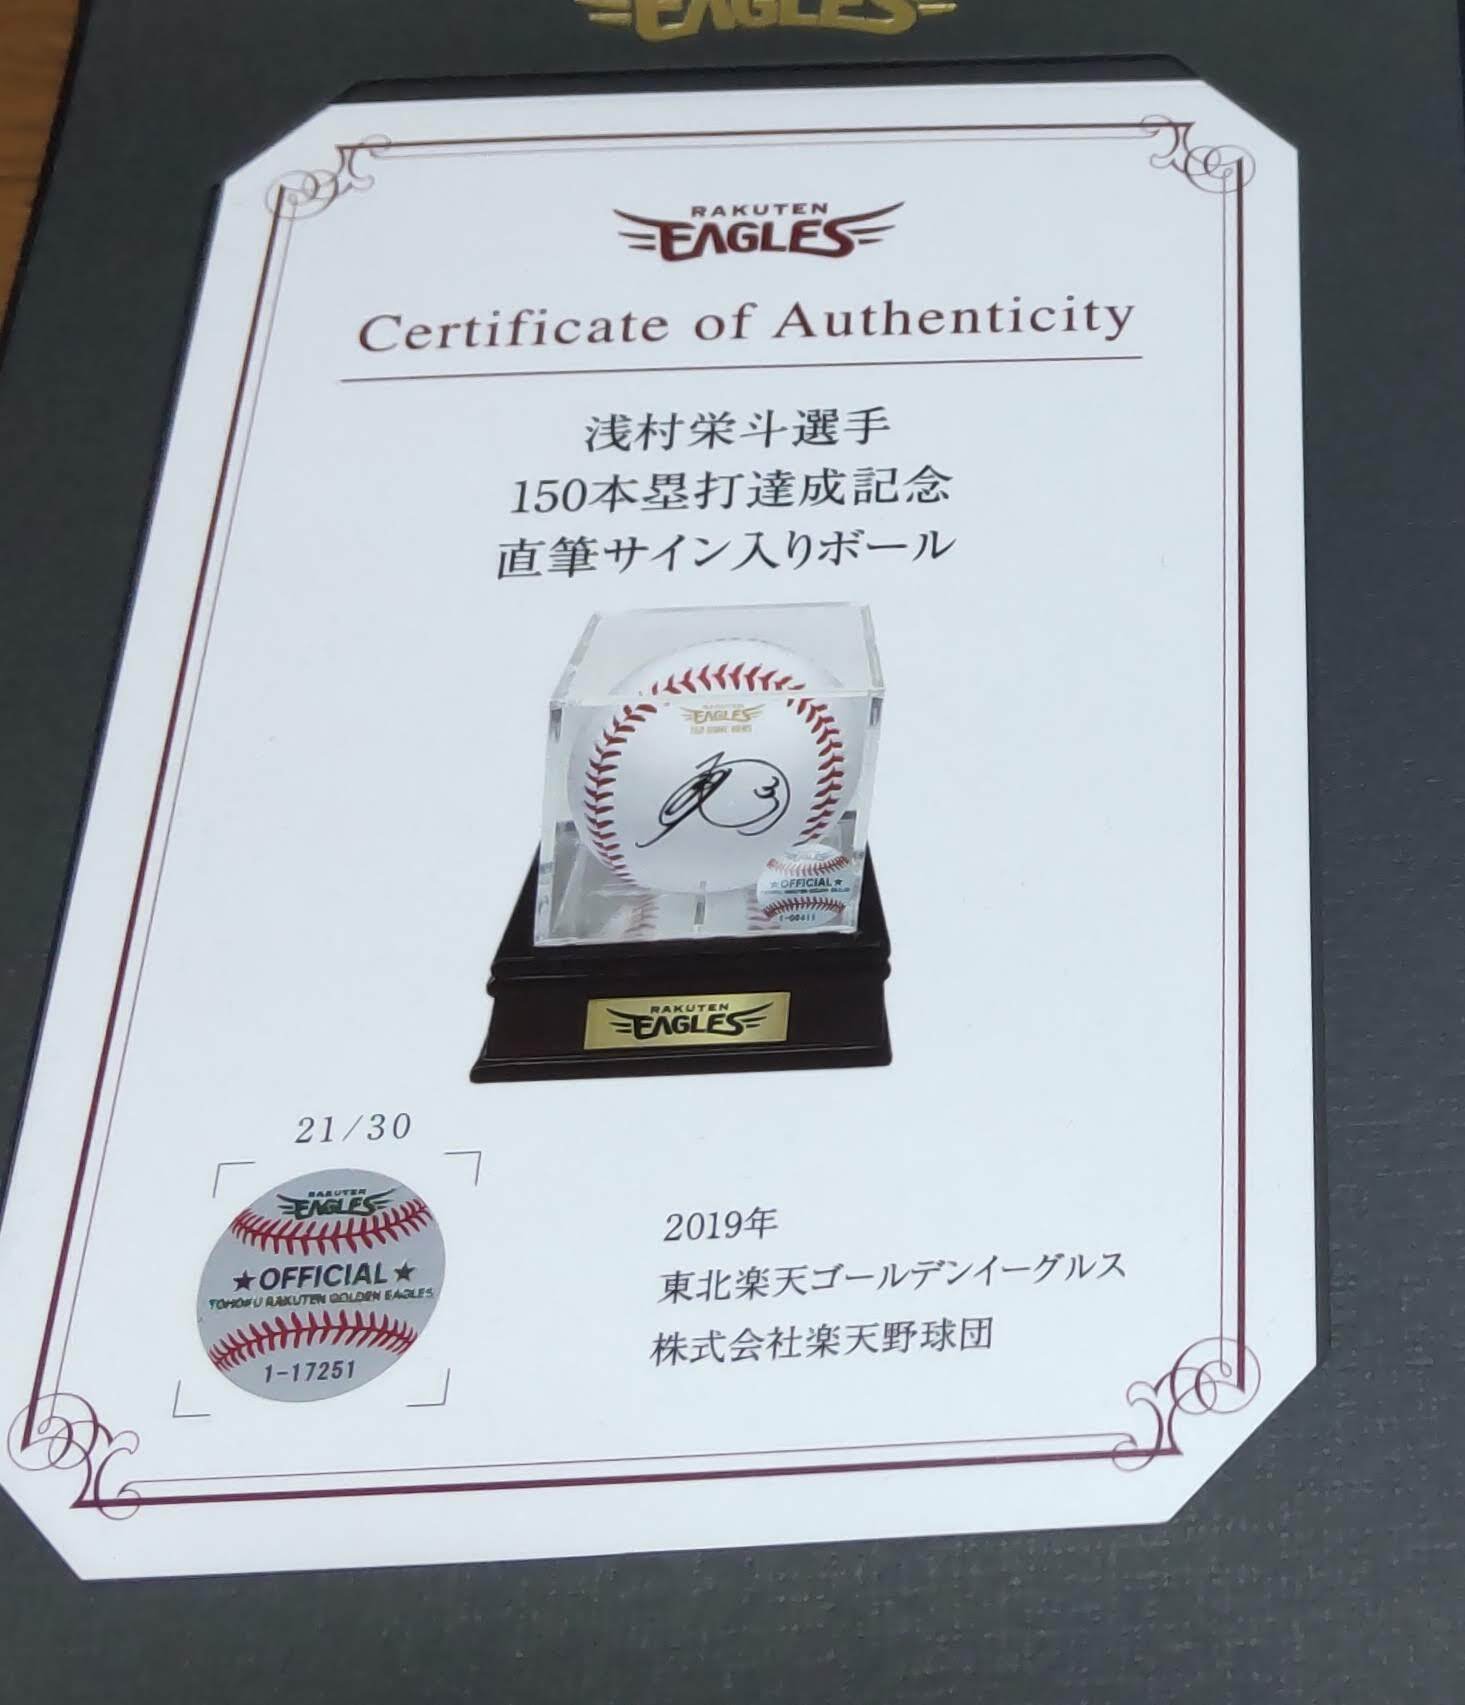 EAGLES
RAKUTEN
EAGLES
Certificate of Authenticity
浅村栄斗選手
150本塁打達成記念
直筆サイン入りボール
EAGLES
EAGLES
★OFFICIAL★
1-00411
RAKUTEN
EAGLES
21/30
RAKUTEN
EAGLES
★OFFICIAL★
TOHOKU RAKUTEN GOLDEN EAGLES
1-17251
2019年
東北楽天ゴールデンイーグルス
株式会社楽天野球団